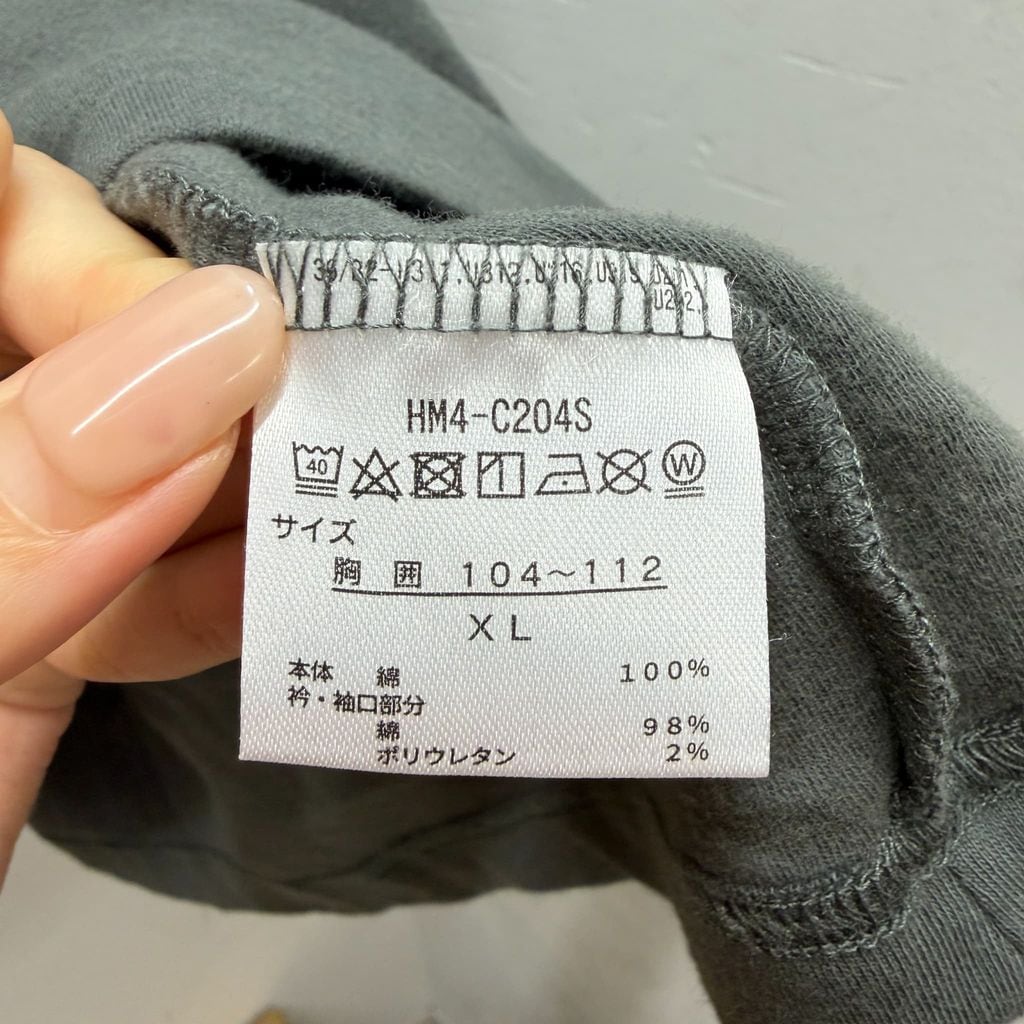 HM4-C204S
40 W
サイズ
胸 囲 104～112
XL
本体 綿 100%
衿・袖口部分
綿 98%
ポリウレタン 2%